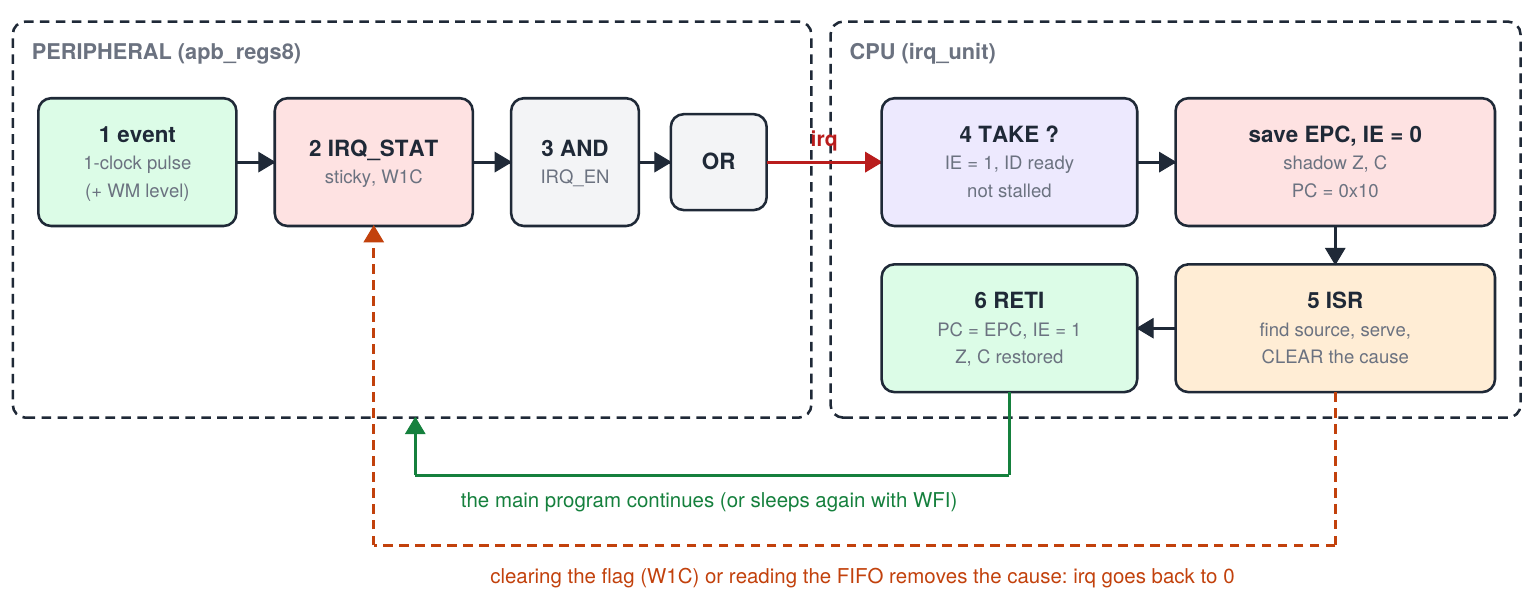 PERIPHERAL (apb_regs8)
1 event
1-clock pulse
(+ WM level)
2 IRQ_STAT
sticky, W1C
3 AND
IRQ_EN
OR
irq
CPU (irq_unit)
4 TAKE ?
IE = 1, ID ready
not stalled
save EPC, IE = 0
shadow Z, C
PC = 0x10
6 RETI
PC = EPC, IE = 1
Z, C restored
5 ISR
find source, serve,
CLEAR the cause
the main program continues (or sleeps again with WFI)
clearing the flag (W1C) or reading the FIFO removes the cause: irq goes back to 0